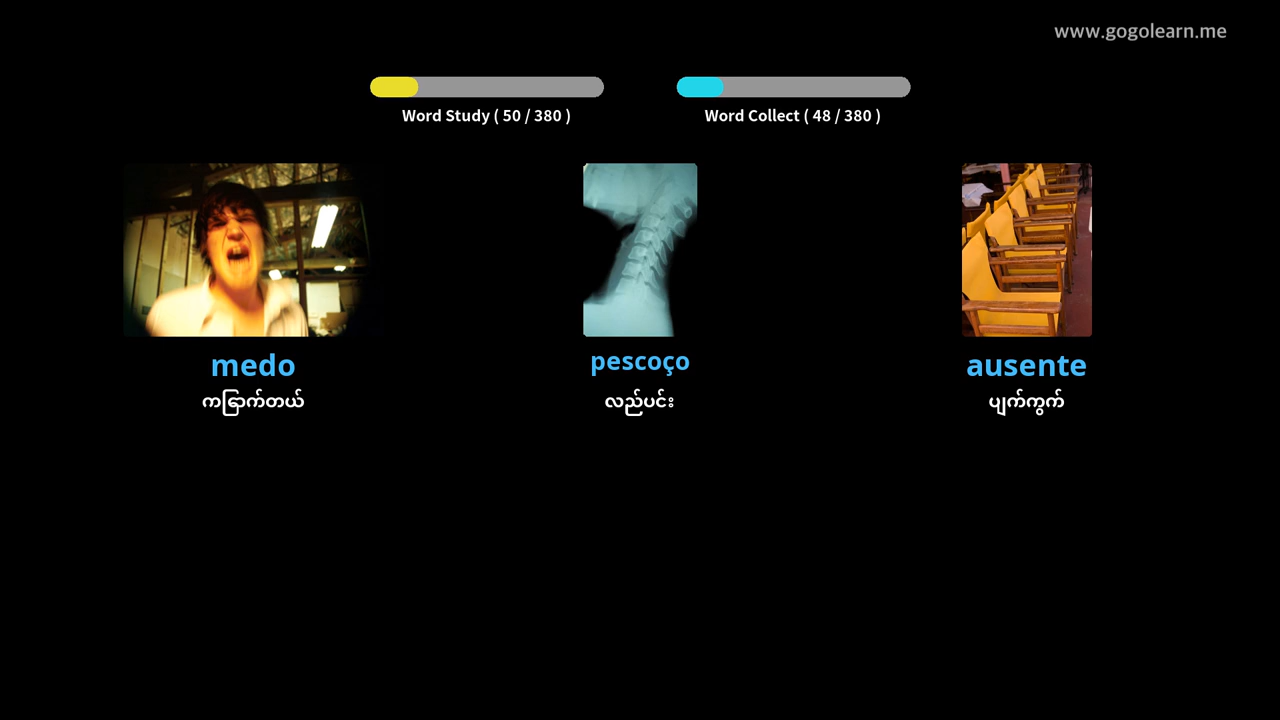 www.gogolearn.me
Word Study ( 50 / 380 )
Word Collect ( 48 / 380 )
medo
pescoço
ausente
ကခြောက်တယ်
လည်ပင်း
ပျက်ကွက်